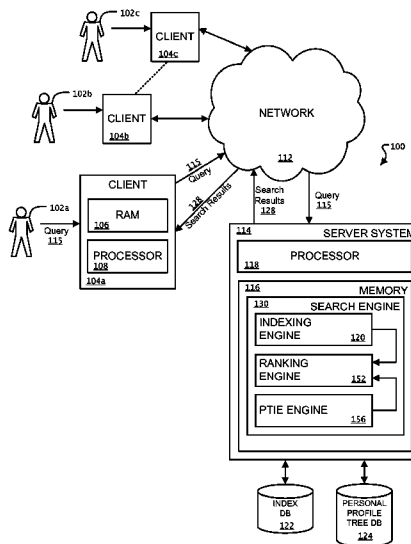 102c
CLIENT
104c
102b
CLIENT
104b
NETWORK
112
100
102a
Query
115
CLIENT
RAM
106
PROCESSOR
108
104a
115
Query
128
Search Results
Search
Results
128
Query
115
114
SERVER SYSTEM
PROCESSOR
118
116
MEMORY
130
SEARCH ENGINE
INDEXING
ENGINE
120
RANKING
ENGINE
152
PTIE ENGINE
156
INDEX
DB
122
PERSONAL
PROFILE
TREE DB
124